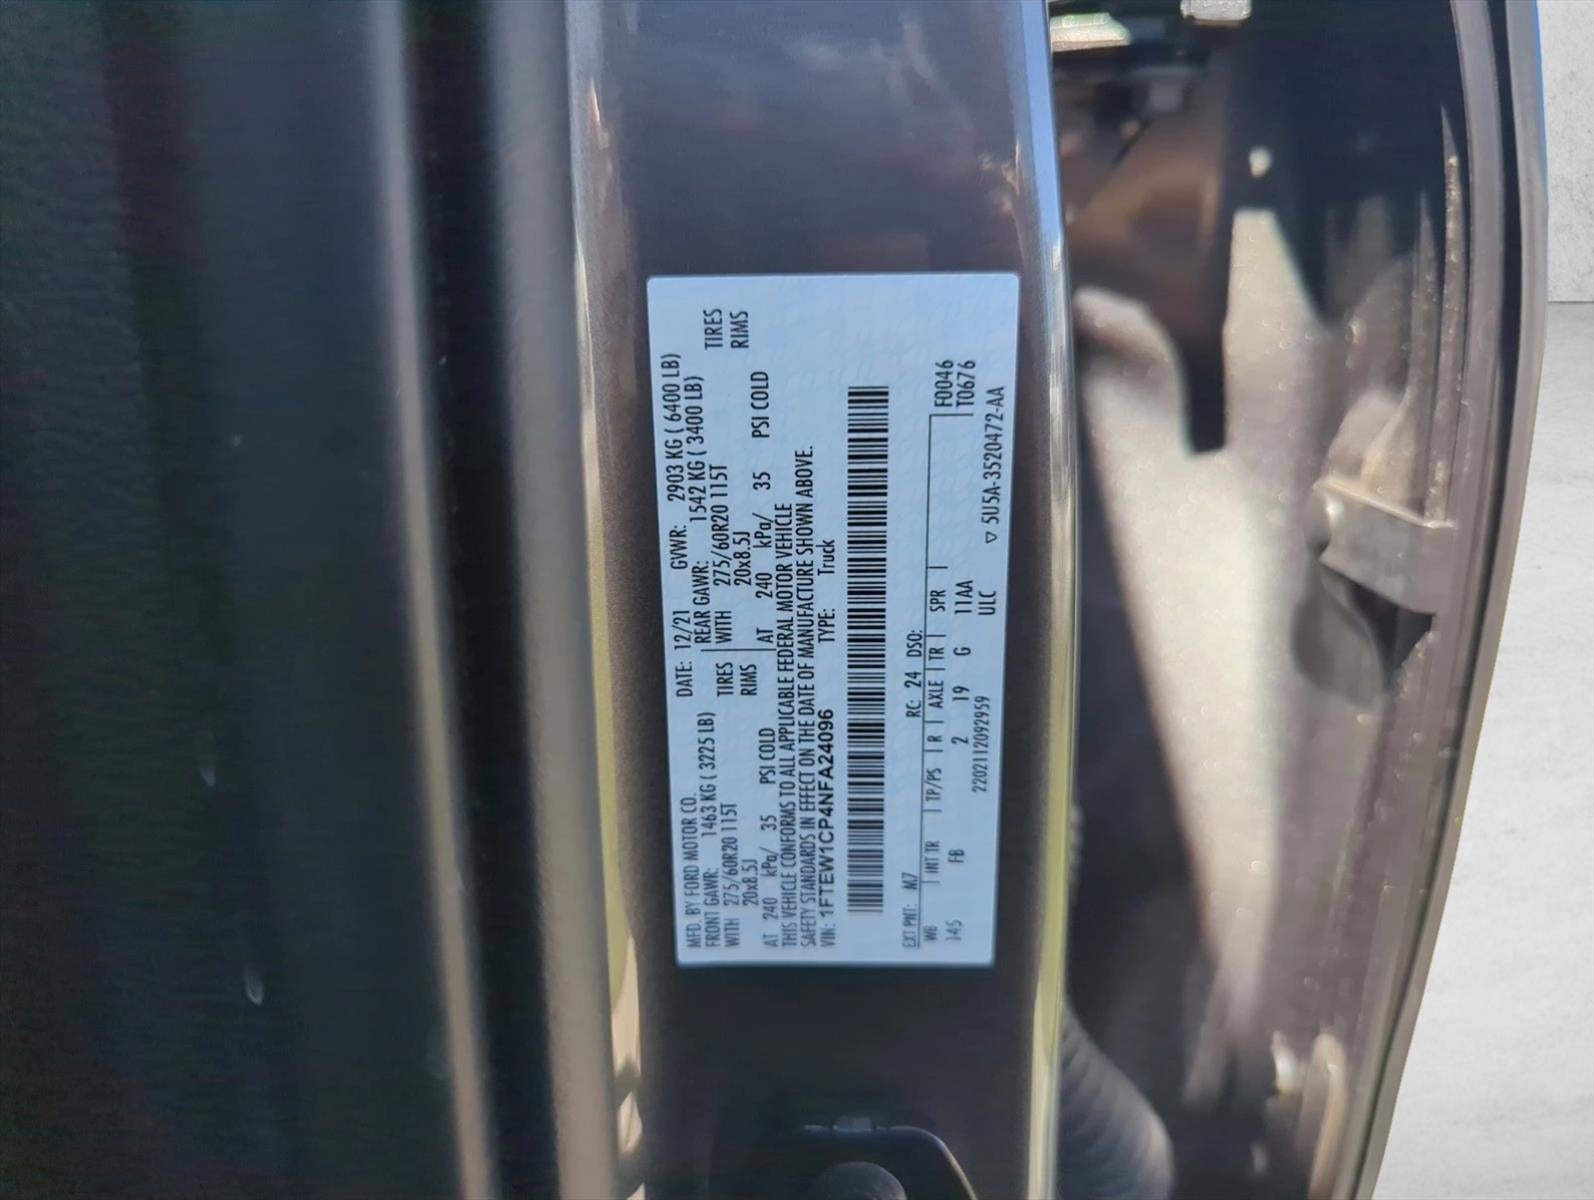 MFD. BY FORD MOTOR CO.
DATE: 12/21 GVWR: 2903 KG ( 6400 LB)
FRONT GAWR: 1463 KG ( 3225 LB) REAR GAWR: 1542 KG ( 3400 LB)
WITH 275/60R20 115T TIRES WITH 275/60R20 115T TIRES
20x8.5J RIMS 20x8.5J RIMS
AT 240 kPa/ 35 PSI COLD AT 240 kPa/ 35 PSI COLD
THIS VEHICLE CONFORMS TO ALL APPLICABLE FEDERAL MOTOR VEHICLE
SAFETY STANDARDS IN EFFECT ON THE DATE OF MANUFACTURE SHOWN ABOVE.
VIN: 1FTEW1CP4NFA24096 TYPE: Truck
EXT PNT: M7 RC: 24 DSO:
WB INT TR TP/PS R AXLE TR SPR F0046
145 FB 2 19 G 11AA T0676
2202112092959 ULC
▽ 5U5A-3520472-AA